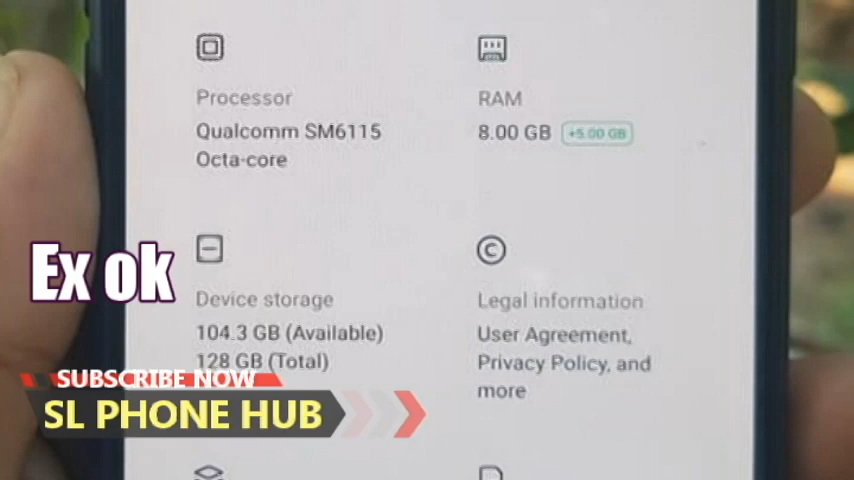 Processor
RAM
Qualcomm SM6115
Octa-core
8.00 GB +5.00 GB
Ex ok
Device storage
Legal information
104.3 GB (Available)
128 GB (Total)
User Agreement,
Privacy Policy, and
more
SUBSCRIBE NOW
SL PHONE HUB